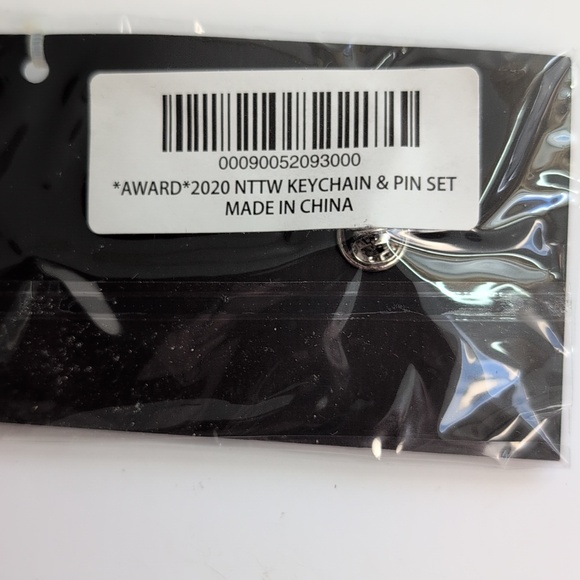 00090052093000
*AWARD*2020 NTTW KEYCHAIN & PIN SET
MADE IN CHINA